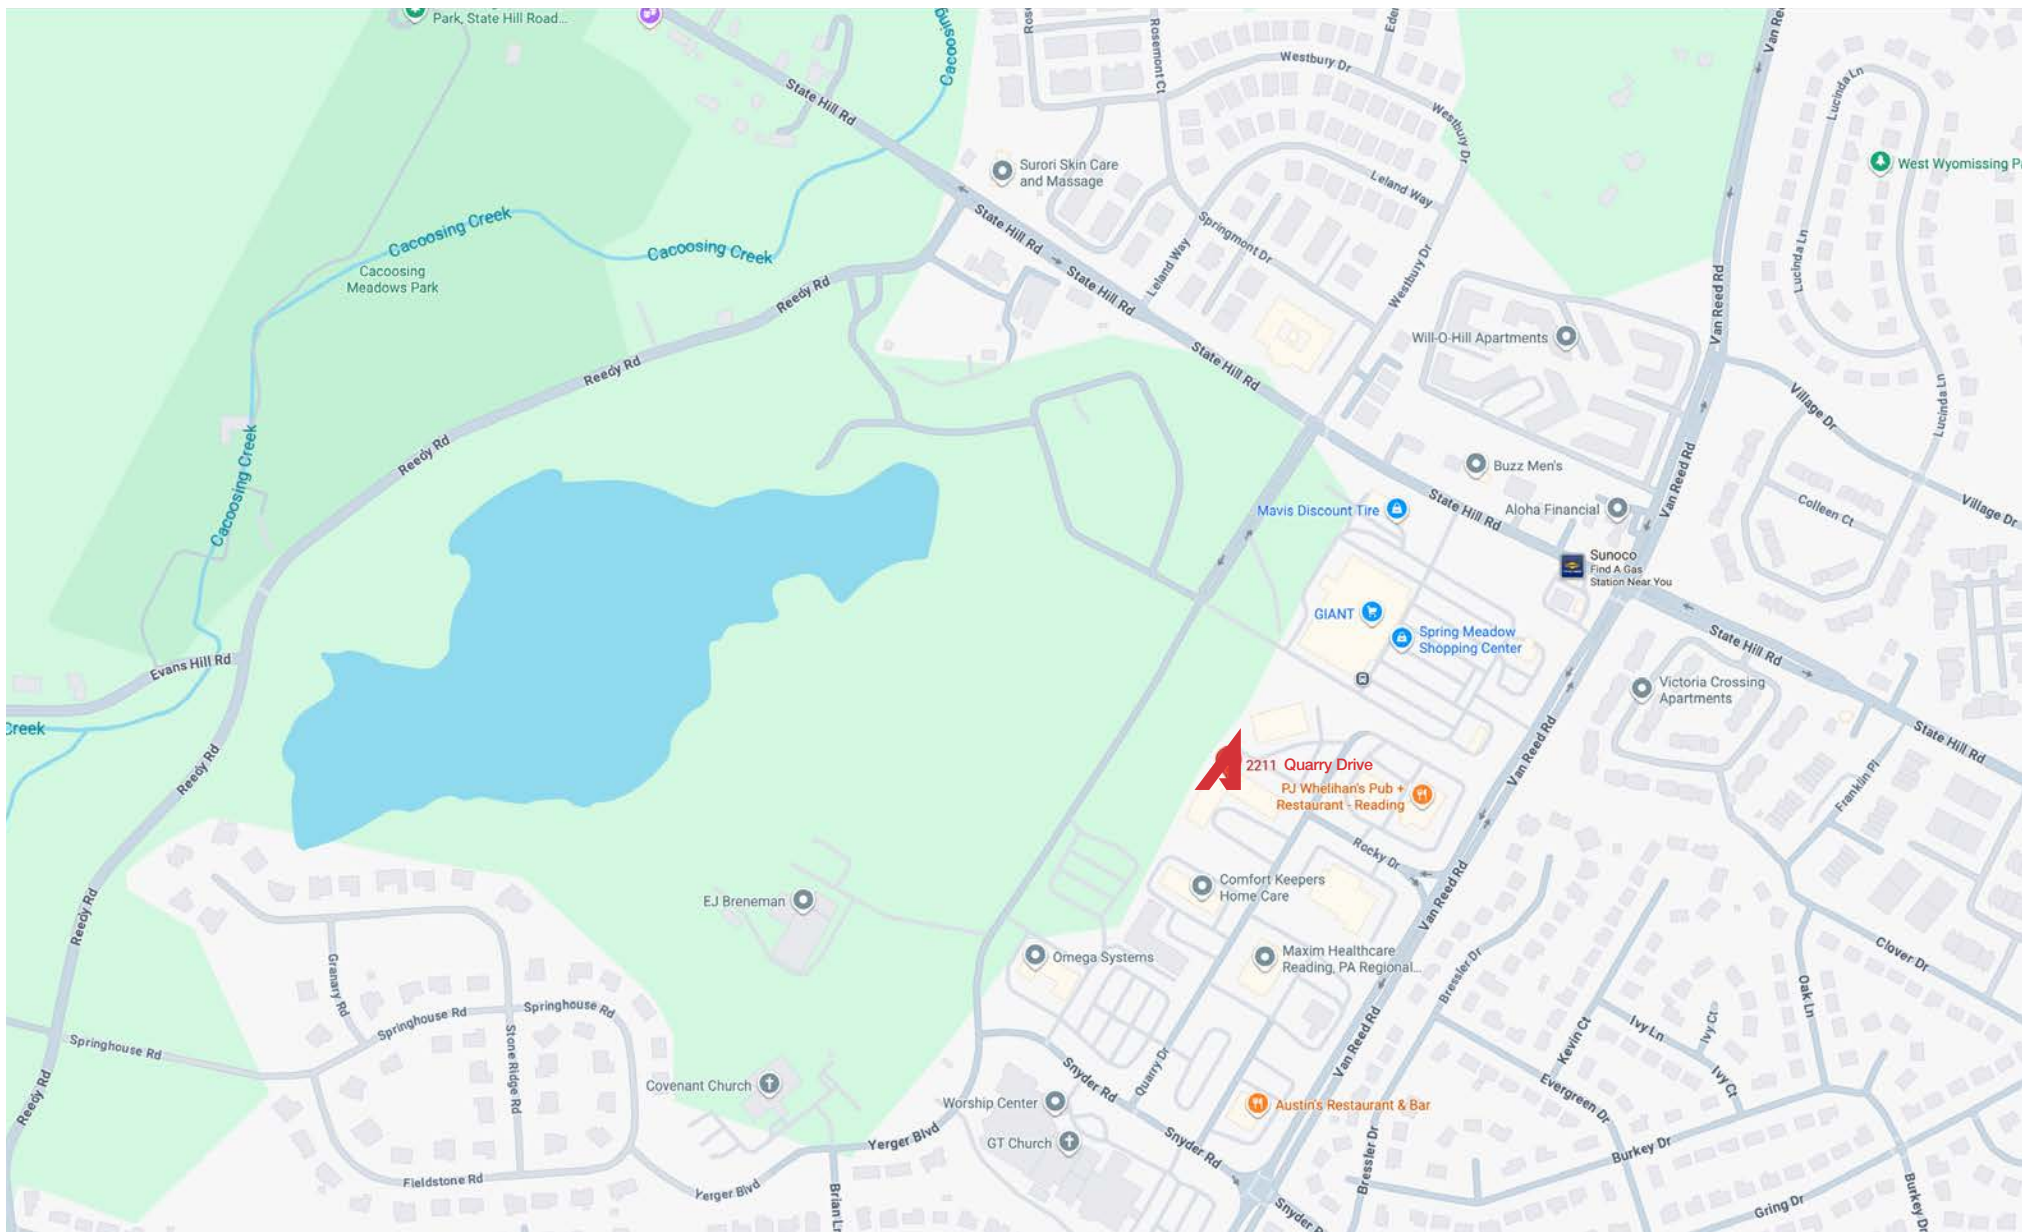 Park, State Hill Road...
Cacoosing
State Hill Rd
Rosemont Ct
Westbury Dr
Van Reed Rd
Lucinda Ln
Westbury Dr
Surori Skin Care
and Massage
West Wyomissing
Leland Way
Cacoosing Creek
Cacoosing Creek
Cacoosing
Meadows Park
State Hill Rd
Springmont Dr
Leland Way
Westbury Dr
Lucinda Ln
State Hill Rd
Reedy Rd
Van Reed Rd
Will-O-Hill Apartments
State Hill Rd
Reedy Rd
Village Dr
Lucinda Ln
Reedy Rd
Cacoosing Creek
Buzz Men's
Van Reed Rd
Mavis Discount Tire
State Hill Rd
Aloha Financial
Colleen Ct
Village Dr
Sunoco
Find A Gas
Station Near You
GIANT
Spring Meadow
Shopping Center
State Hill Rd
Evans Hill Rd
Victoria Crossing
Apartments
Creek
Van Reed Rd
State Hill Rd
Reedy Rd
2211 Quarry Drive
PJ Whelihan's Pub +
Restaurant - Reading
Franklin Pl
Rocky Dr
Comfort Keepers
Home Care
Van Reed Rd
EJ Breneman
Reedy Rd
Omega Systems
Maxim Healthcare
Reading, PA Regional...
Clover Dr
Granary Rd
Bressler Dr
Oak Ln
Springhouse Rd
Springhouse Rd
Stone Ridge Rd
Springhouse Rd
Kevin Ct
Ivy Ln
Ivy Ct
Van Reed Rd
Quarry Dr
Snyder Rd
Covenant Church
Evergreen Dr
Ivy Ct
Reedy Rd
Worship Center
Austin's Restaurant & Bar
GT Church
Yerger Blvd
Snyder Rd
Bressler Dr
Burkey Dr
Fieldstone Rd
Yerger Blvd
Brian Ln
Snyder
Gring Dr
Burkey Dr